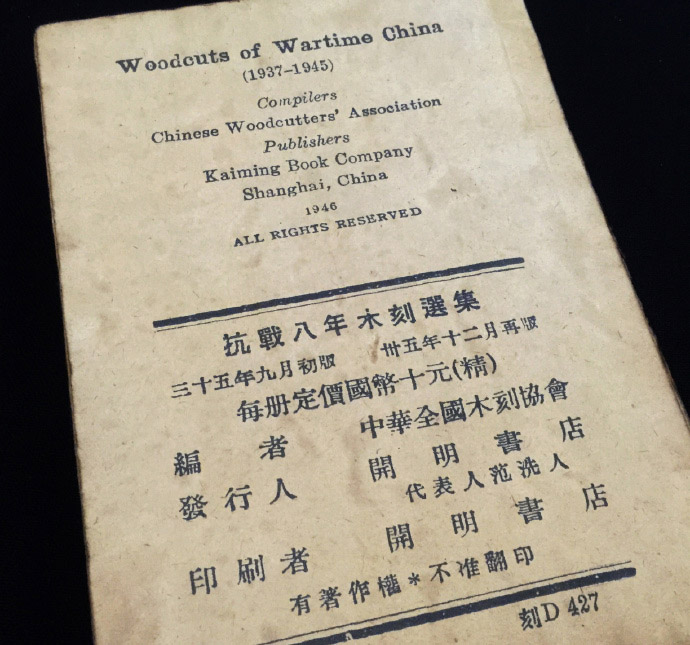 Woodcuts of Wartime China
(1937-1945)
Compilers
Chinese Woodcutters' Association
Publishers
Kaiming Book Company
Shanghai, China
1946
ALL RIGHTS RESERVED
抗戰八年木刻選集
三十五年九月初版 卅五年十二月再版
每册定價國幣十元(精)
編者 中華全國木刻協會
發行人 開明書店
代表人范洗人
印刷者 開明書店
有著作權*不准翻印
刻D 427